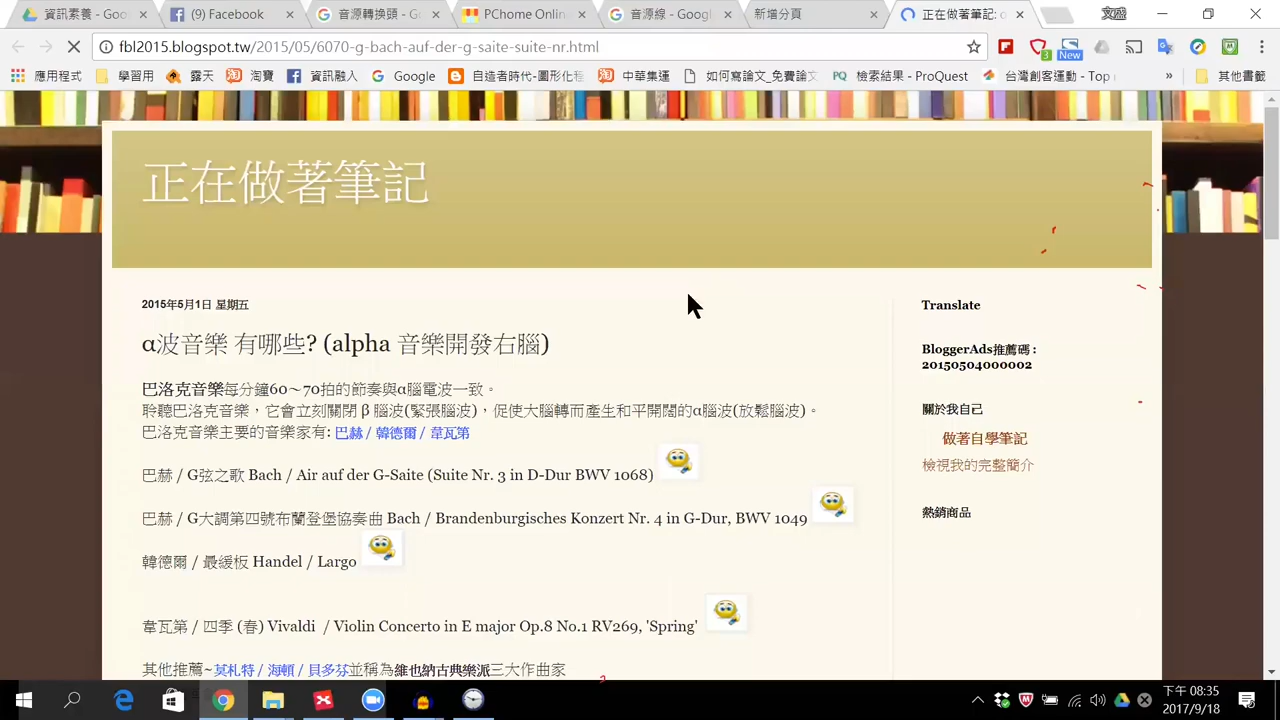 資訊素養 - Goo
(9) Facebook
音源轉換頭 - G
PChome Onlin
音源線 - Googl
新增分頁
正在做著筆記: α
文盛
fbl2015.blogspot.tw/2015/05/6070-g-bach-auf-der-g-saite-suite-nr.html
3
New
應用程式
學習用
露天
淘寶
資訊融入
Google
自造者時代-圖形化程
中華集運
如何寫論文_免費論文
檢索結果 - ProQuest
台灣創客運動 - Top
»
其他書籤
正在做著筆記
2015年5月1日 星期五
α波音樂 有哪些? (alpha 音樂開發右腦)
巴洛克音樂每分鐘60～70拍的節奏與α腦電波一致。
聆聽巴洛克音樂，它會立刻關閉 β 腦波(緊張腦波)，促使大腦轉而產生和平開闊的α腦波(放鬆腦波)。
巴洛克音樂主要的音樂家有: 巴赫 / 韓德爾 / 韋瓦第
巴赫 / G弦之歌 Bach / Air auf der G-Saite (Suite Nr. 3 in D-Dur BWV 1068)
巴赫 / G大調第四號布蘭登堡協奏曲 Bach / Brandenburgisches Konzert Nr. 4 in G-Dur, BWV 1049
韓德爾 / 最緩板 Handel / Largo
韋瓦第 / 四季 (春) Vivaldi / Violin Concerto in E major Op.8 No.1 RV269, 'Spring'
其他推薦~莫札特 / 海頓 / 貝多芬並稱為維也納古典樂派三大作曲家
Translate
BloggerAds推薦碼 :
20150504000002
關於我自己
做著自學筆記
檢視我的完整簡介
熱銷商品
下午 08:35
2017/9/18